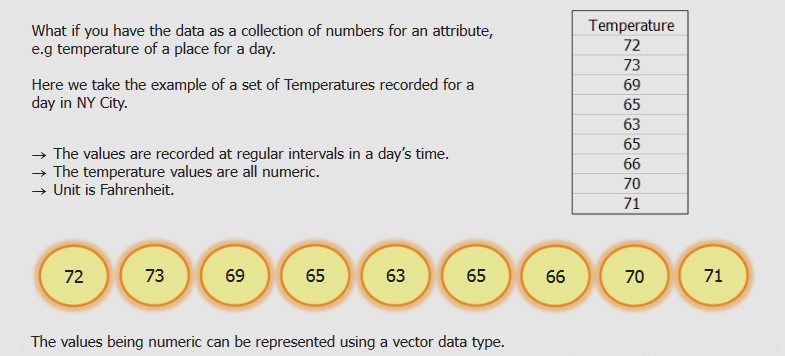 What if you have the data as a collection of numbers for an attribute,
e.g temperature of a place for a day.
Here we take the example of a set of Temperatures recorded for a
day in NY City.
→ The values are recorded at regular intervals in a day's time.
→ The temperature values are all numeric.
→ Unit is Fahrenheit.
Temperature
72
73
69
65
63
65
66
70
71
72 73 69 65 63 65 66 70 71
The values being numeric can be represented using a vector data type.